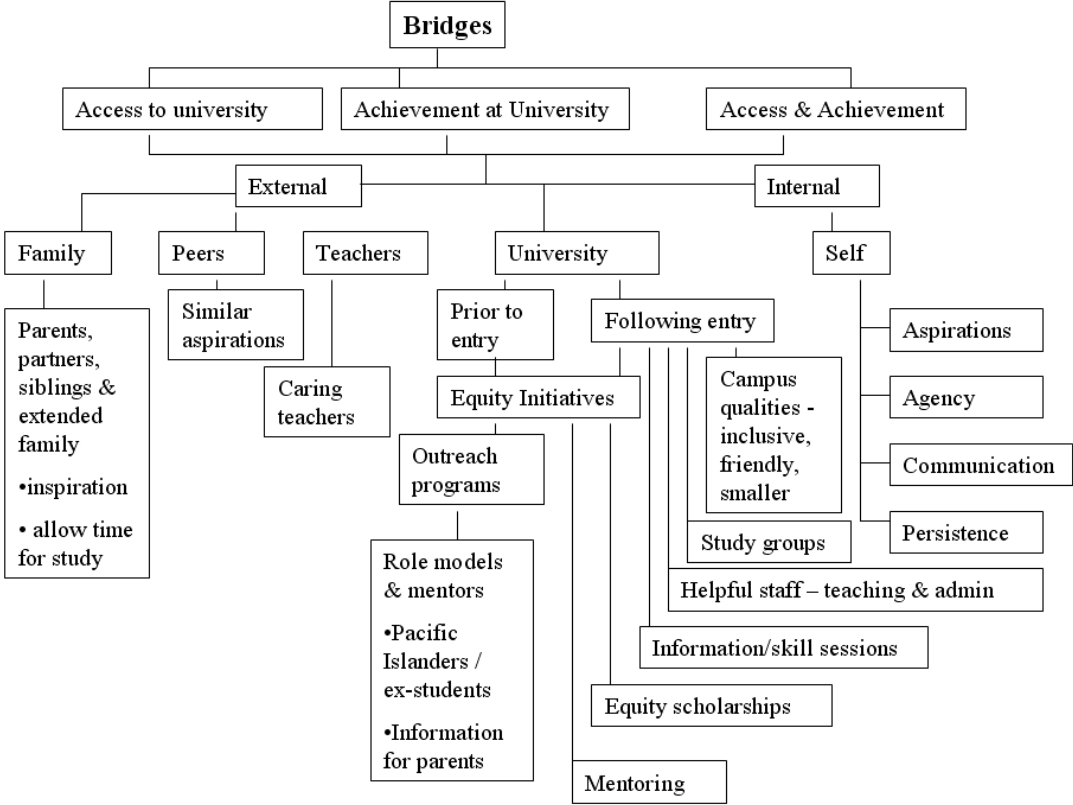 Bridges
Access to university
Achievement at University
Access & Achievement
External
Internal
Family
Peers
Teachers
University
Self
Parents,
partners,
siblings &
extended
family
•inspiration
• allow time
for study
Similar
aspirations
Caring
teachers
Prior to
entry
Following entry
Equity Initiatives
Outreach
programs
Role models
& mentors
•Pacific
Islanders /
ex-students
•Information
for parents
Campus
qualities -
inclusive,
friendly,
smaller
Study groups
Helpful staff – teaching & admin
Information/skill sessions
Equity scholarships
Mentoring
Aspirations
Agency
Communication
Persistence